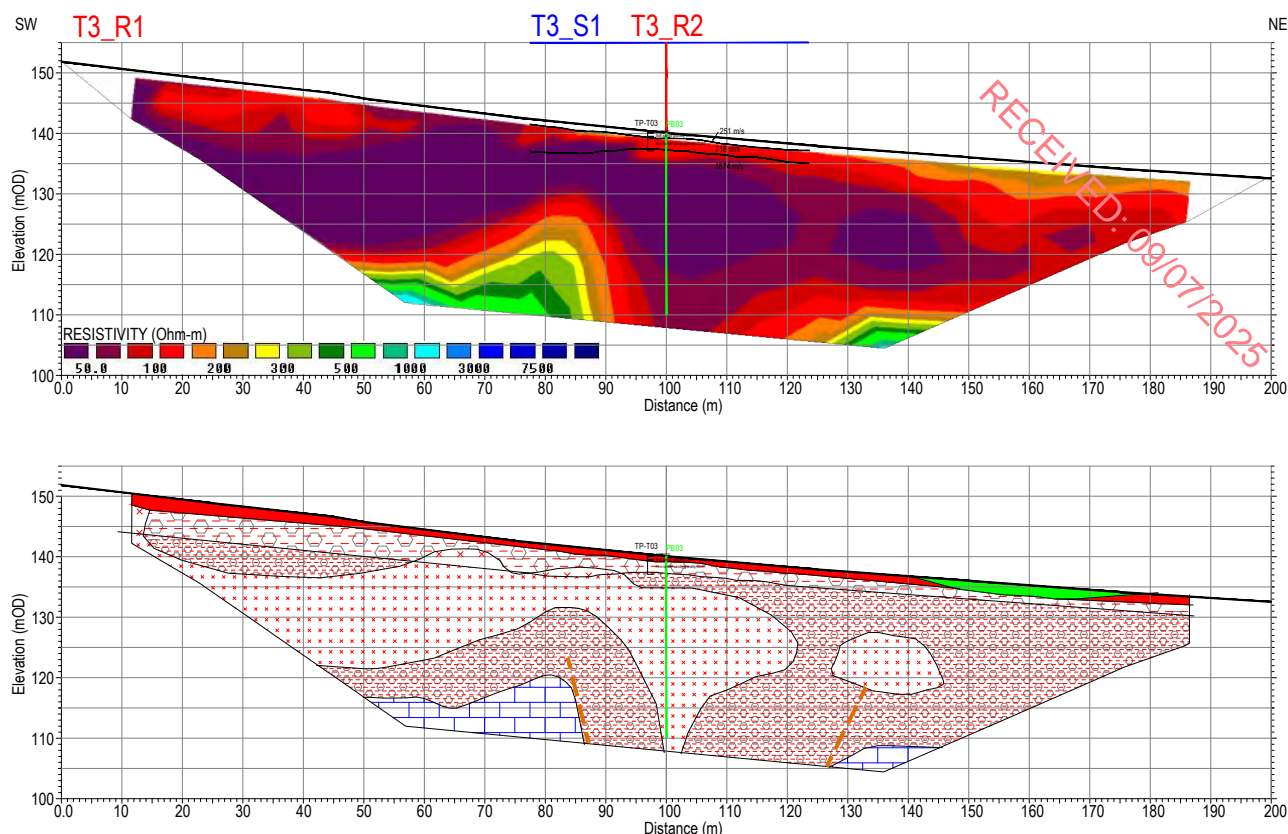 SW T3_R1 T3_S1 T3_R2 NE
150
140
130
120
110
100
Elevation (mOD)
TP-T03 PB03
251 m/s
1874 m/s
RECEIVED: 09/07/2025
RESISTIVITY (Ohm-m)
50.0 100 200 300 500 1000 3000 7500
0.0 10 20 30 40 50 60 70 80 90 100 110 120 130 140 150 160 170 180 190 200
Distance (m)
150
140
130
120
110
100
Elevation (mOD)
TP-T03 PB03
0.0 10 20 30 40 50 60 70 80 90 100 110 120 130 140 150 160 170 180 190 200
Distance (m)